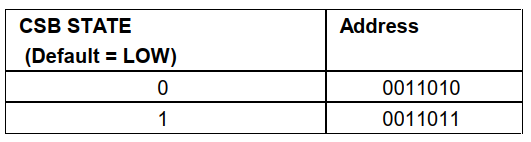 CSB STATE Address
(Default = LOW)
0 0011010
1 0011011